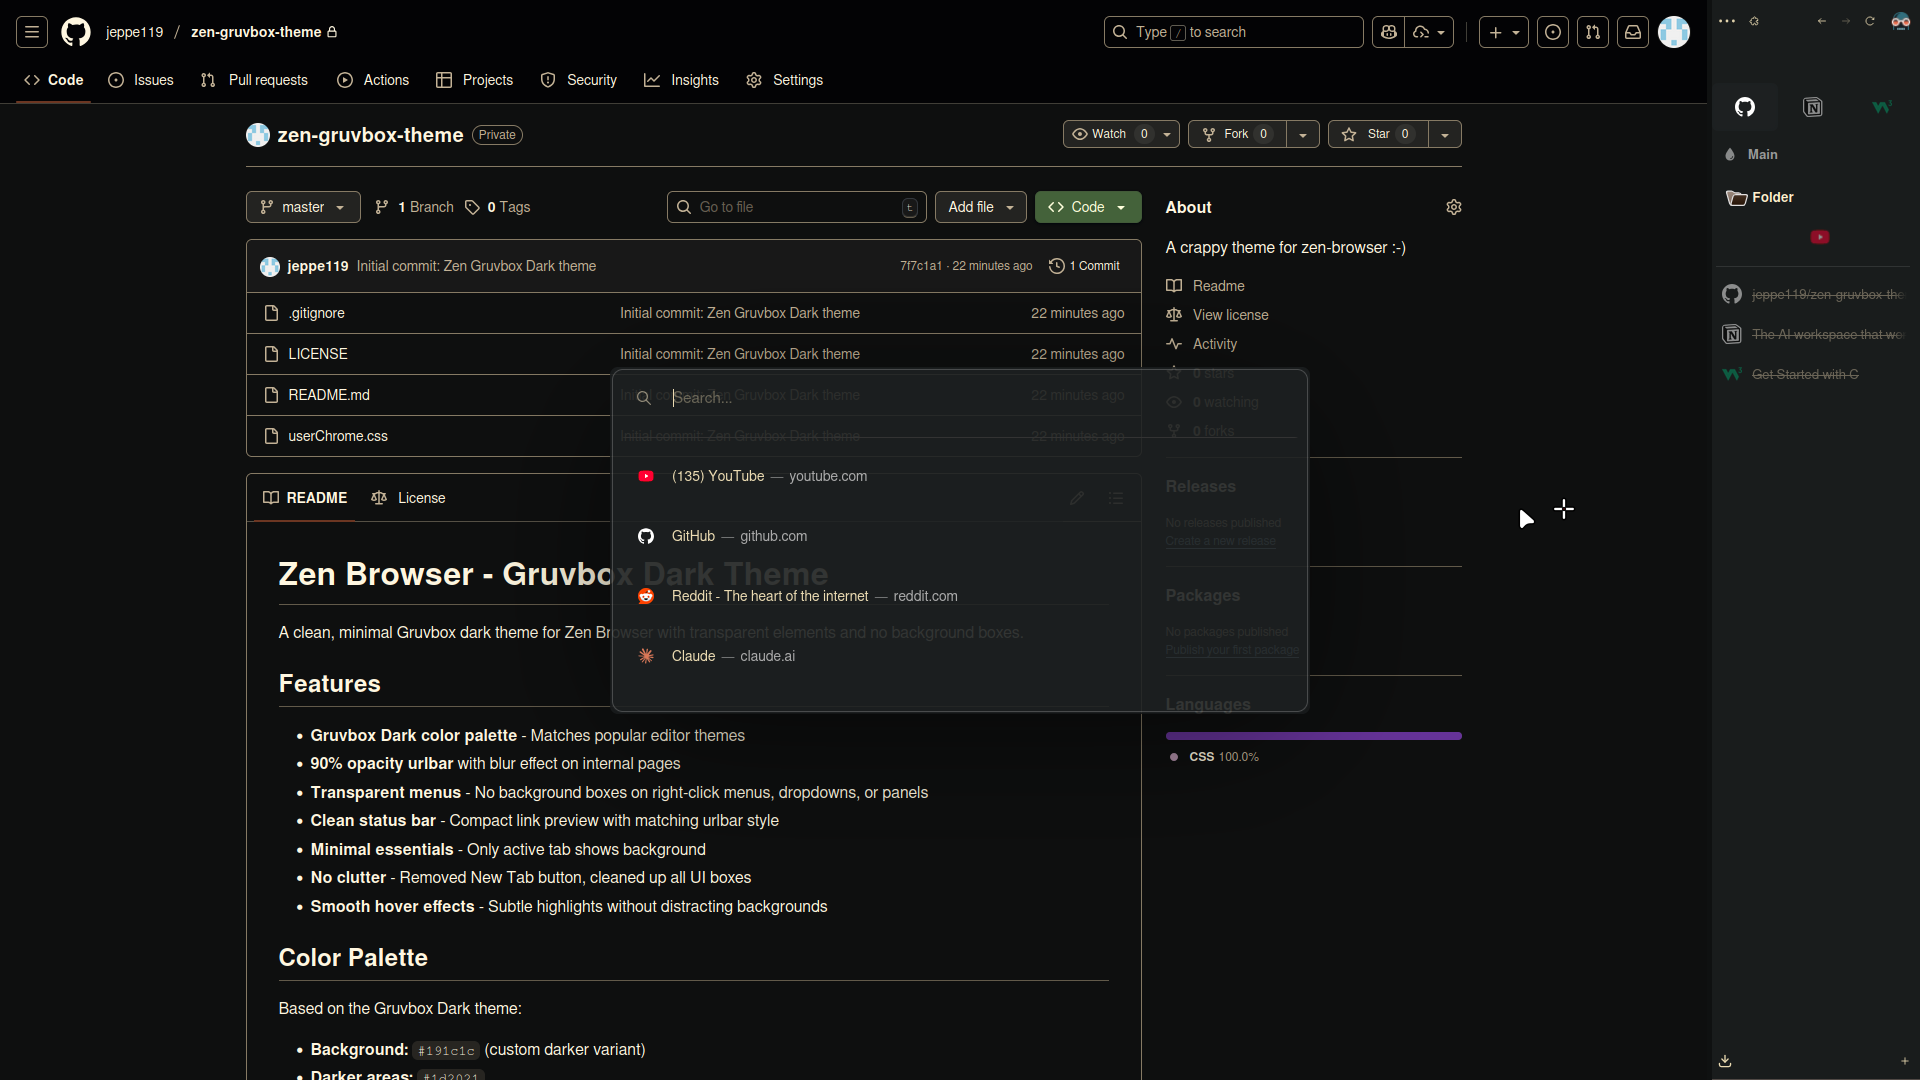 jeppe119 / zen-gruvbox-theme
Type / to search
Code Issues Pull requests Actions Projects Security Insights Settings
zen-gruvbox-theme Private
Watch 0 Fork 0 Star 0
master 1 Branch 0 Tags
Go to file t
Add file Code
jeppe119 Initial commit: Zen Gruvbox Dark theme 7f7c1a1 · 22 minutes ago 1 Commit
.gitignore Initial commit: Zen Gruvbox Dark theme 22 minutes ago
LICENSE Initial commit: Zen Gruvbox Dark theme 22 minutes ago
README.md Initial commit: Zen Gruvbox Dark theme 22 minutes ago
userChrome.css Initial commit: Zen Gruvbox Dark theme 22 minutes ago
Search...
(135) YouTube — youtube.com
GitHub — github.com
Reddit - The heart of the internet — reddit.com
Claude — claude.ai
README License
Zen Browser - Gruvbox Dark Theme
A clean, minimal Gruvbox dark theme for Zen Browser with transparent elements and no background boxes.
Features
• Gruvbox Dark color palette - Matches popular editor themes
• 90% opacity urlbar with blur effect on internal pages
• Transparent menus - No background boxes on right-click menus, dropdowns, or panels
• Clean status bar - Compact link preview with matching urlbar style
• Minimal essentials - Only active tab shows background
• No clutter - Removed New Tab button, cleaned up all UI boxes
• Smooth hover effects - Subtle highlights without distracting backgrounds
Color Palette
Based on the Gruvbox Dark theme:
• Background: #191c1c (custom darker variant)
• Darker areas: #1d2021
About
A crappy theme for zen-browser :-)
Readme
View license
Activity
0 stars
0 watching
0 forks
Releases
No releases published
Create a new release
Packages
No packages published
Publish your first package
Languages
CSS 100.0%
Main
Folder
jeppe119/zen-gruvbox-the
The AI workspace that wo
Get Started with C